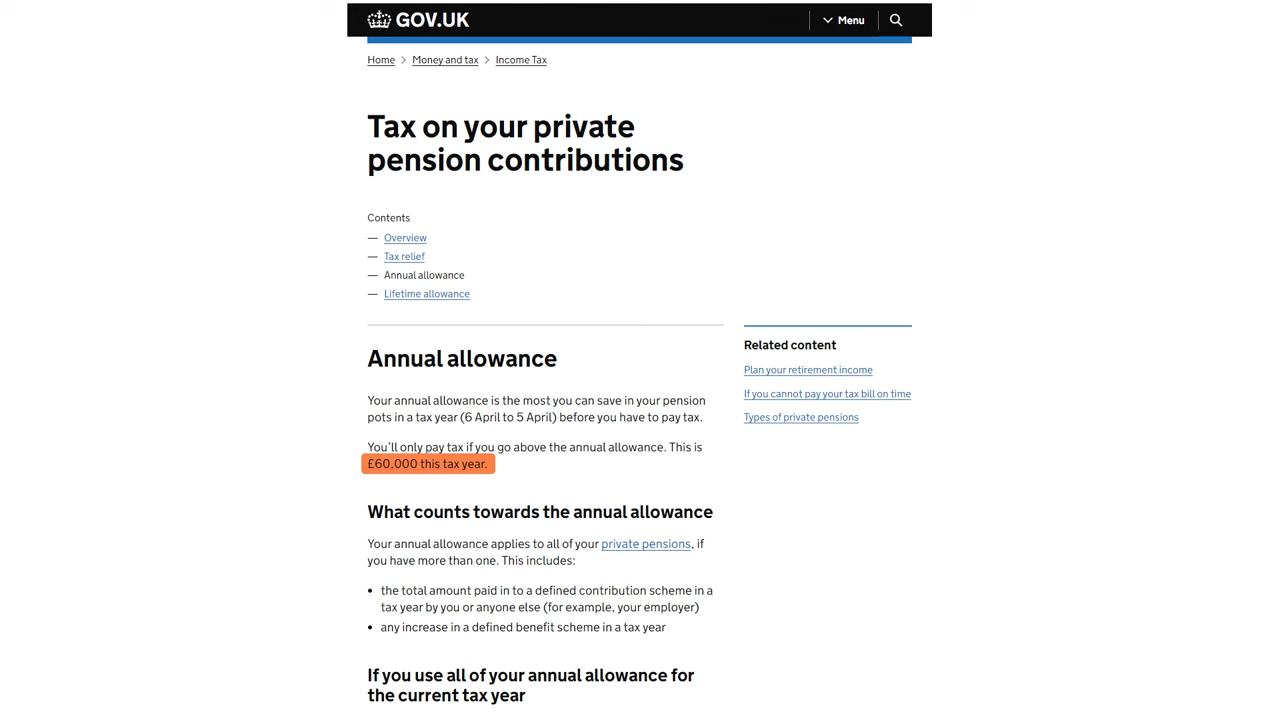 GOV.UK
Menu
Home > Money and tax > Income Tax
Tax on your private
pension contributions
Contents
— Overview
— Tax relief
— Annual allowance
— Lifetime allowance
Annual allowance
Your annual allowance is the most you can save in your pension
pots in a tax year (6 April to 5 April) before you have to pay tax.
You’ll only pay tax if you go above the annual allowance. This is
£60,000 this tax year.
What counts towards the annual allowance
Your annual allowance applies to all of your private pensions, if
you have more than one. This includes:
• the total amount paid in to a defined contribution scheme in a
tax year by you or anyone else (for example, your employer)
• any increase in a defined benefit scheme in a tax year
If you use all of your annual allowance for
the current tax year
Related content
Plan your retirement income
If you cannot pay your tax bill on time
Types of private pensions